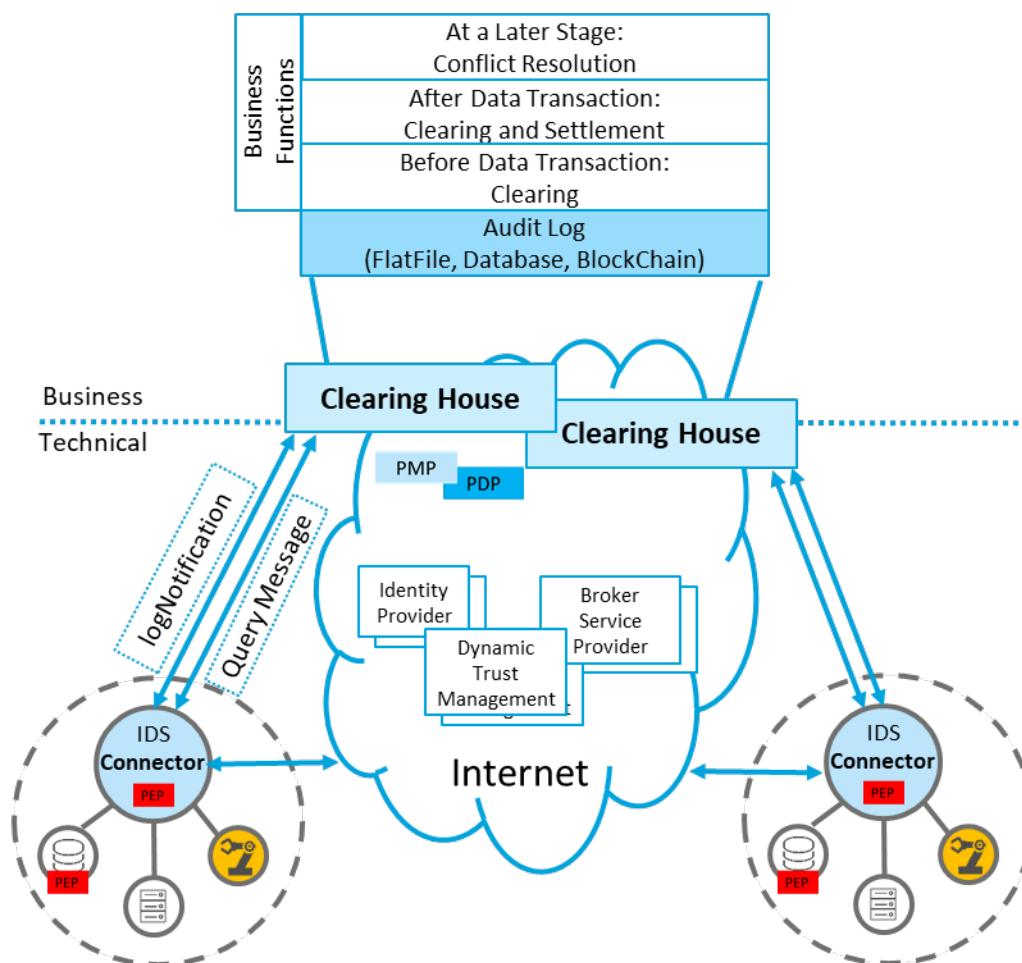 Business
Functions
At a Later Stage:
Conflict Resolution
After Data Transaction:
Clearing and Settlement
Before Data Transaction:
Clearing
Audit Log
(FlatFile, Database, BlockChain)
Business
Technical
Clearing House
Clearing House
PMP
PDP
logNotification
Query Message
Identity
Provider
Broker
Service
Provider
Dynamic
Trust
Management
Internet
IDS
Connector
PEP
PEP
IDS
Connector
PEP
PEP